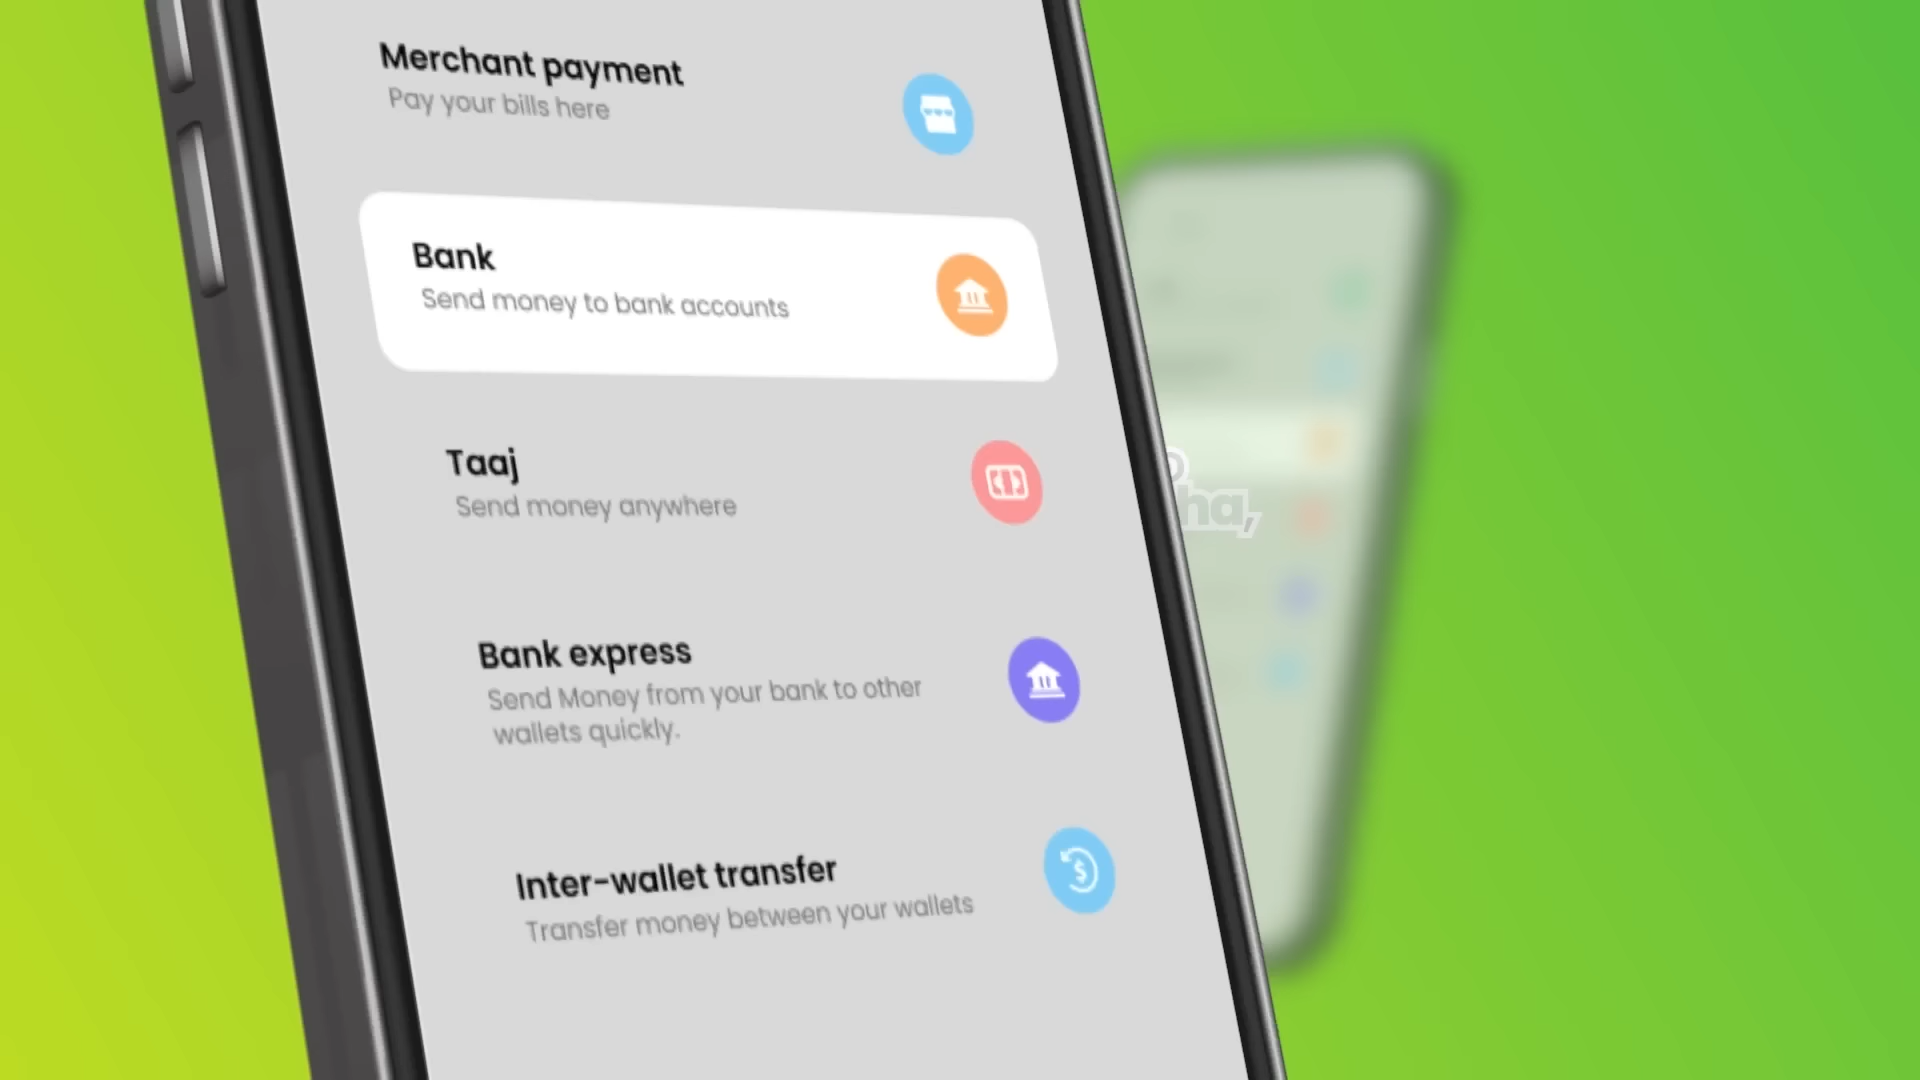 Merchant payment
Pay your bills here
Bank
Send money to bank accounts
Taaj
Send money anywhere
Bank express
Send Money from your bank to other
wallets quickly.
Inter-wallet transfer
Transfer money between your wallets